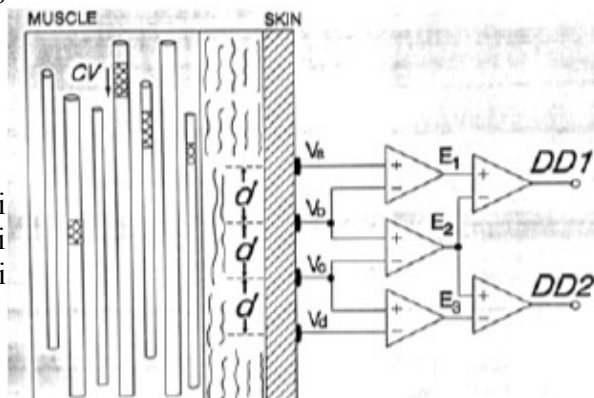 MUSCLE
SKIN
CV
Va
Vb
Vc
Vd
d
d
d
+
-
+
-
+
-
E1
E2
E3
+
-
+
-
DD1
DD2
i
i
i